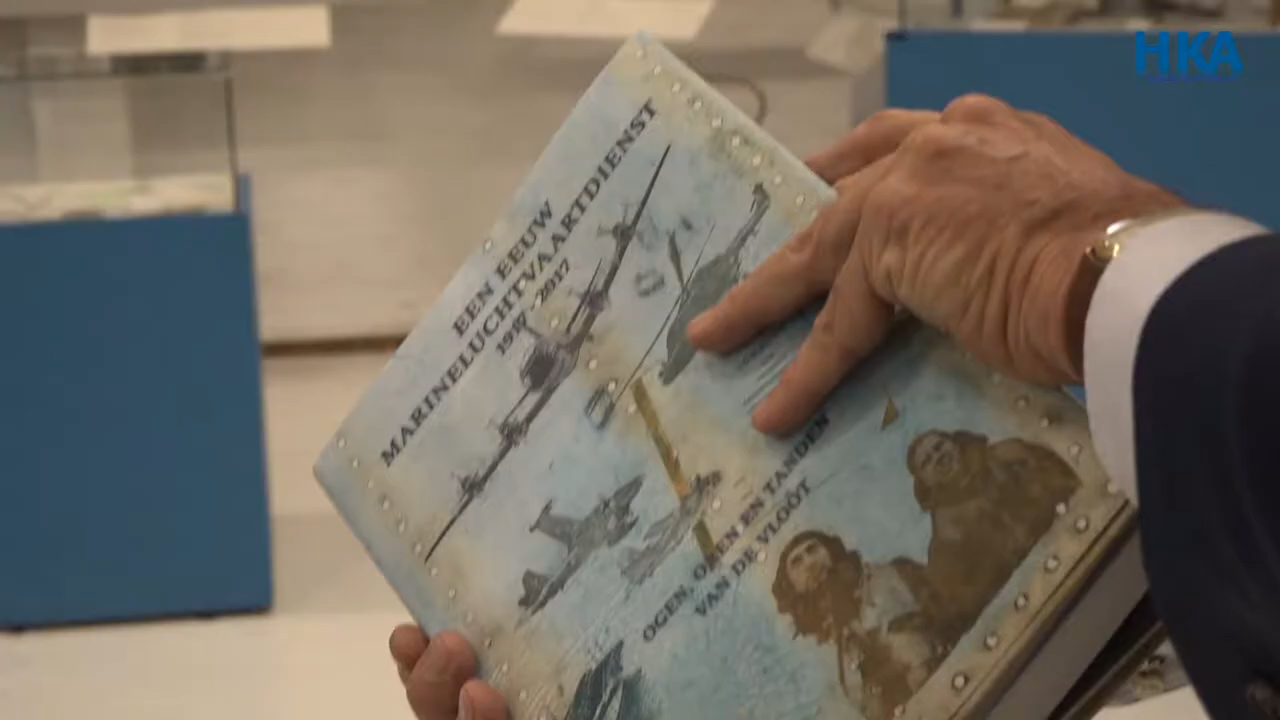 EEN EEUW
MARINELUCHTVAARTDIENST
1917 - 2017
OGEN, OREN EN TANDEN
VAN DE VLOOT
HKA